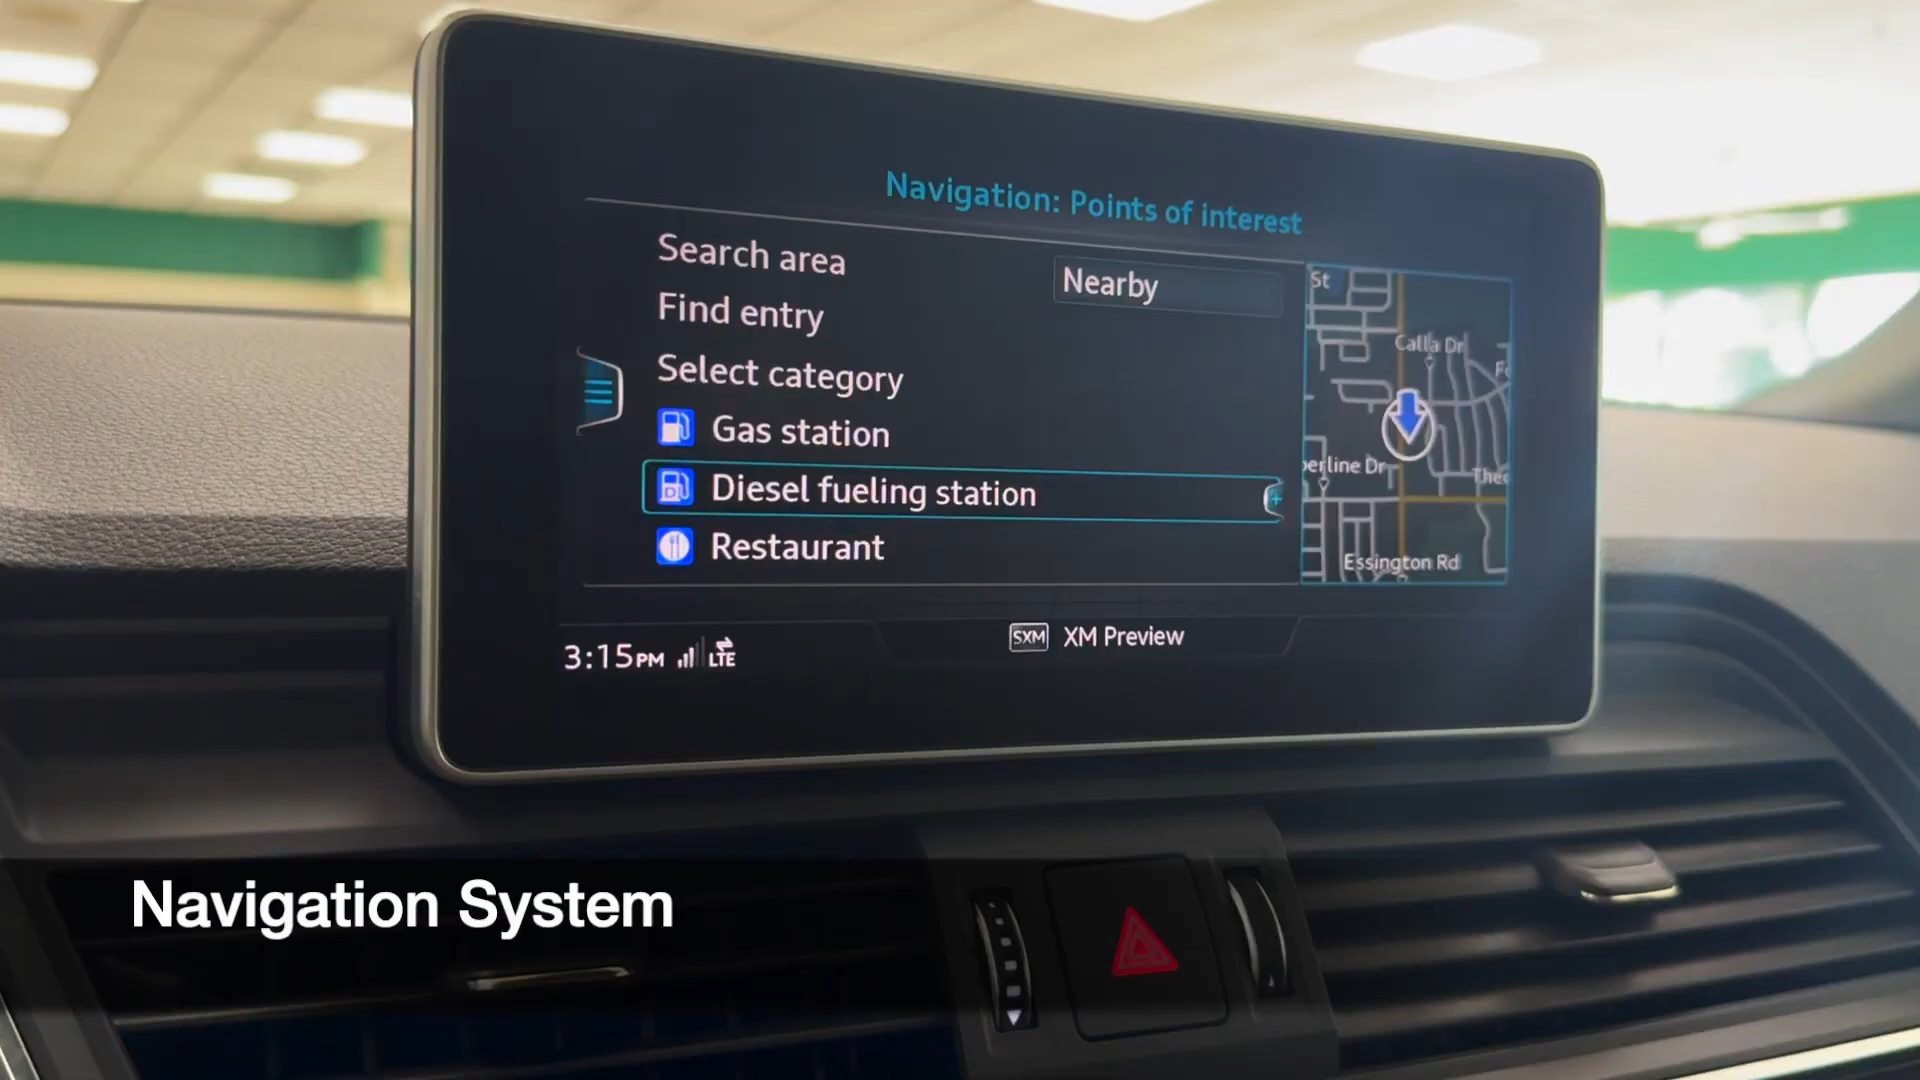 Navigation: Points of interest
Search area
Nearby
Find entry
Select category
Gas station
Diesel fueling station
Restaurant
St
Calla Dr
perline Dr
Essington Rd
3:15PM LTE
SXM XM Preview
Navigation System